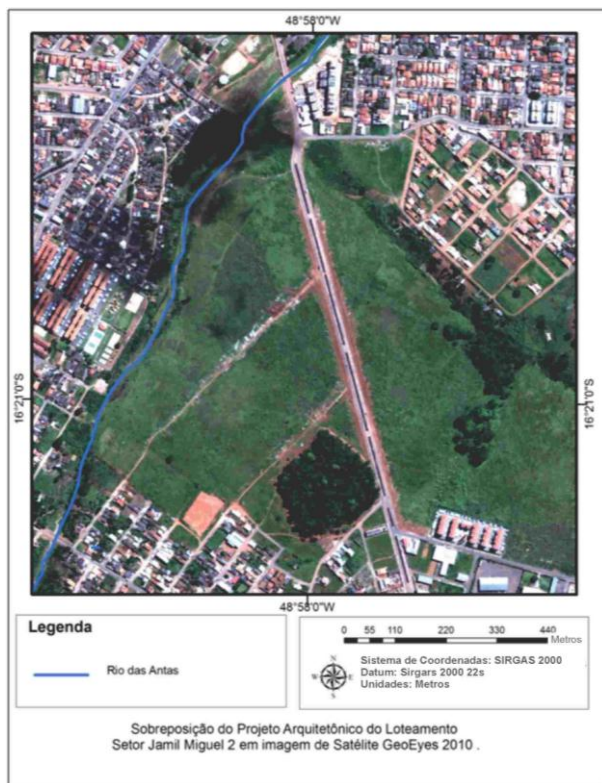 48°58'0"W
16°21'0"S
16°21'0"S
48°58'0"W
Legenda
Rio das Antas
0 55 110 220 330 440
Metros
N
W E
S
Sistema de Coordenadas: SIRGAS 2000
Datum: Sirgars 2000 22s
Unidades: Metros
Sobreposição do Projeto Arquitetônico do Loteamento
Setor Jamil Miguel 2 em imagem de Satélite GeoEyes 2010 .